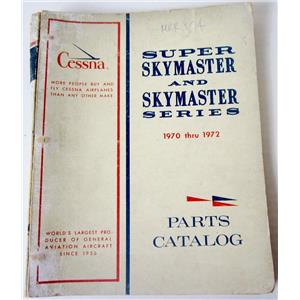 Cessna
MORE PEOPLE BUY AND
FLY CESSNA AIRPLANES
THAN ANY OTHER MAKE
WORLD'S LARGEST PRO-
DUCER OF GENERAL
AVIATION AIRCRAFT
SINCE 1956
SUPER
SKYMASTER
AND
SKYMASTER
SERIES
1970 thru 1972
PARTS
CATALOG